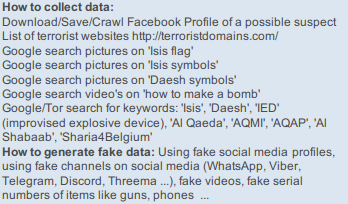 How to collect data:
Download/Save/Crawl Facebook Profile of a possible suspect
List of terrorist websites http://terroristdomains.com/
Google search pictures on 'Isis flag'
Google search pictures on 'Isis symbols'
Google search pictures on 'Daesh symbols'
Google search video's on 'how to make a bomb'
Google/Tor search for keywords: 'Isis', 'Daesh', 'IED'
(improvised explosive device), 'Al Qaeda', 'AQMI', 'AQAP', 'Al
Shabaab', 'Sharia4Belgium'
How to generate fake data: Using fake social media profiles,
using fake channels on social media (WhatsApp, Viber,
Telegram, Discord, Threema ...), fake videos, fake serial
numbers of items like guns, phones ...